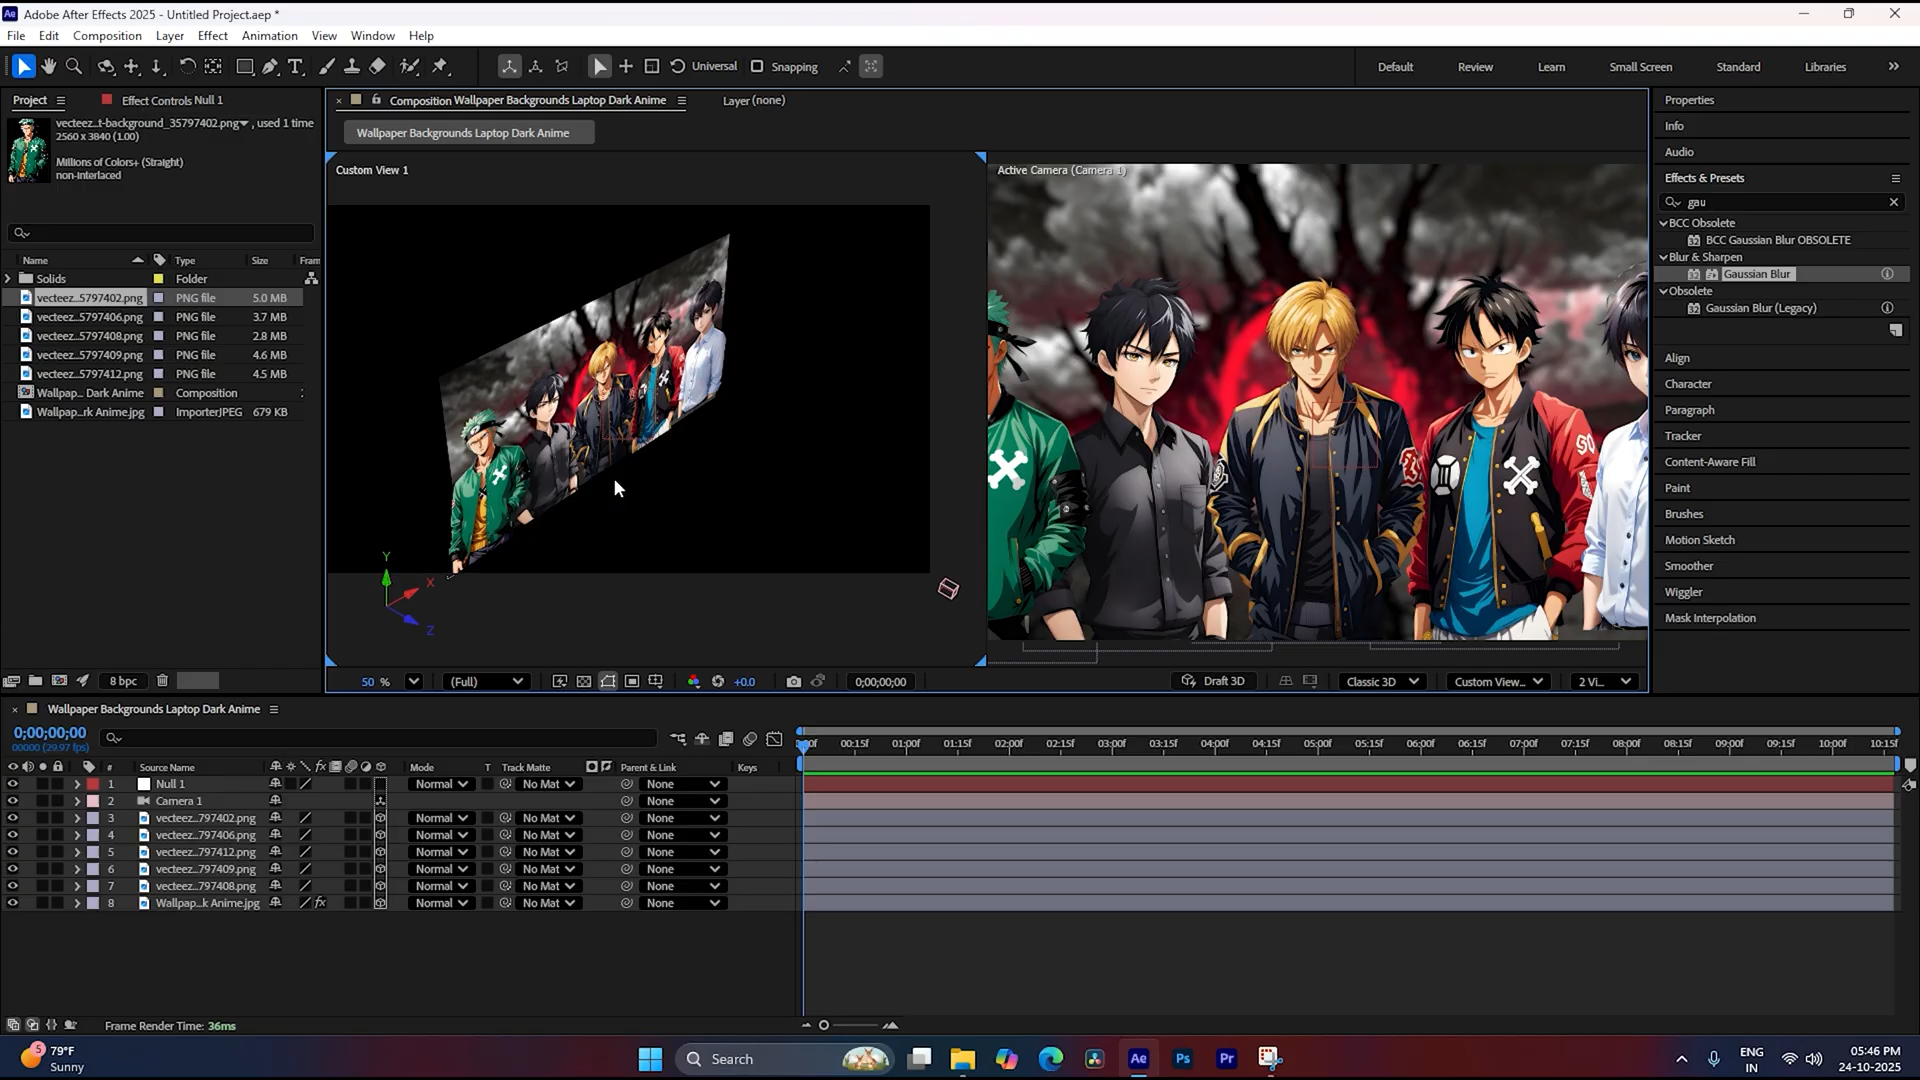 Adobe After Effects 2025 - Untitled Project.aep *
File Edit Composition Layer Effect Animation View Window Help
Universal Snapping Default Review Learn Small Screen Standard Libraries
Project Effect Controls Null 1
vecteez...t-background_35797402.png , used 1 time
2560 x 3840 (1.00)
Millions of Colors+ (Straight)
non-interlaced
Name Type Size Fram
Solids Folder
vecteez...5797402.png PNG file 5.0 MB
vecteez...5797406.png PNG file 3.7 MB
vecteez...5797408.png PNG file 2.8 MB
vecteez...5797409.png PNG file 4.6 MB
vecteez...5797412.png PNG file 4.5 MB
Wallpap... Dark Anime Composition
Wallpap...rk Anime.jpg ImporterJPEG 679 KB
8 bpc
Composition Wallpaper Backgrounds Laptop Dark Anime Layer (none)
Wallpaper Backgrounds Laptop Dark Anime
Custom View 1
Y
X
Z
Active Camera (Camera 1)
50 % (Full) +0.0 0;00;00;00 Draft 3D Classic 3D Custom View... 2 Vi...
Properties
Info
Audio
Effects & Presets
gau
BCC Obsolete
BCC Gaussian Blur OBSOLETE
Blur & Sharpen
Gaussian Blur
Obsolete
Gaussian Blur (Legacy)
Align
Character
Paragraph
Tracker
Content-Aware Fill
Paint
Brushes
Motion Sketch
Smoother
Wiggler
Mask Interpolation
Wallpaper Backgrounds Laptop Dark Anime
0;00;00;00
00000 (29.97 fps)
00:15f 01:00f 01:15f 02:00f 02:15f 03:00f 03:15f 04:00f 04:15f 05:00f 05:15f 06:00f 06:15f 07:00f 07:15f 08:00f 08:15f 09:00f 09:15f 10:00f 10:15f
# Source Name fx Mode T Track Matte Parent & Link Keys
1 Null 1 Normal No Mat None
2 Camera 1 None
3 vecteez...797402.png Normal No Mat None
4 vecteez...797406.png Normal No Mat None
5 vecteez...797412.png Normal No Mat None
6 vecteez...797409.png Normal No Mat None
7 vecteez...797408.png Normal No Mat None
8 Wallpap...k Anime.jpg fx Normal No Mat None
Frame Render Time: 36ms
5
79°F
Sunny
Search
Ae
Ps
Pr
ENG
IN
05:46 PM
24-10-2025